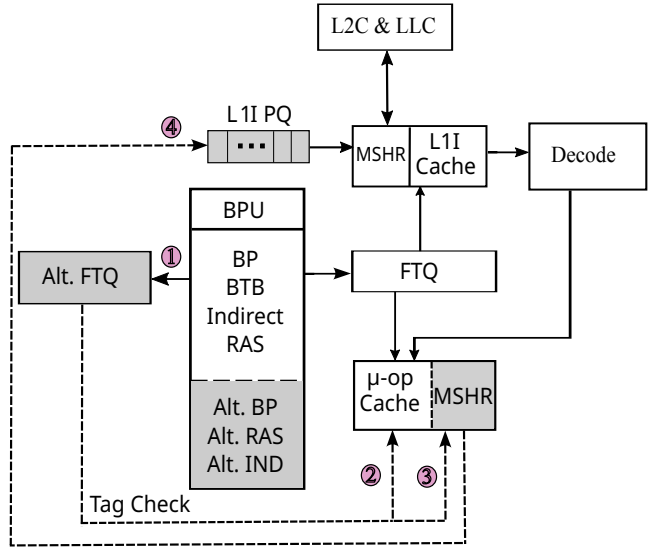 L2C & LLC
L1I PQ
④
...
MSHR
L1I
Cache
Decode
BPU
①
Alt. FTQ
BP
BTB
Indirect
RAS
FTQ
Alt. BP
Alt. RAS
Alt. IND
μ-op
Cache
MSHR
②
③
Tag Check